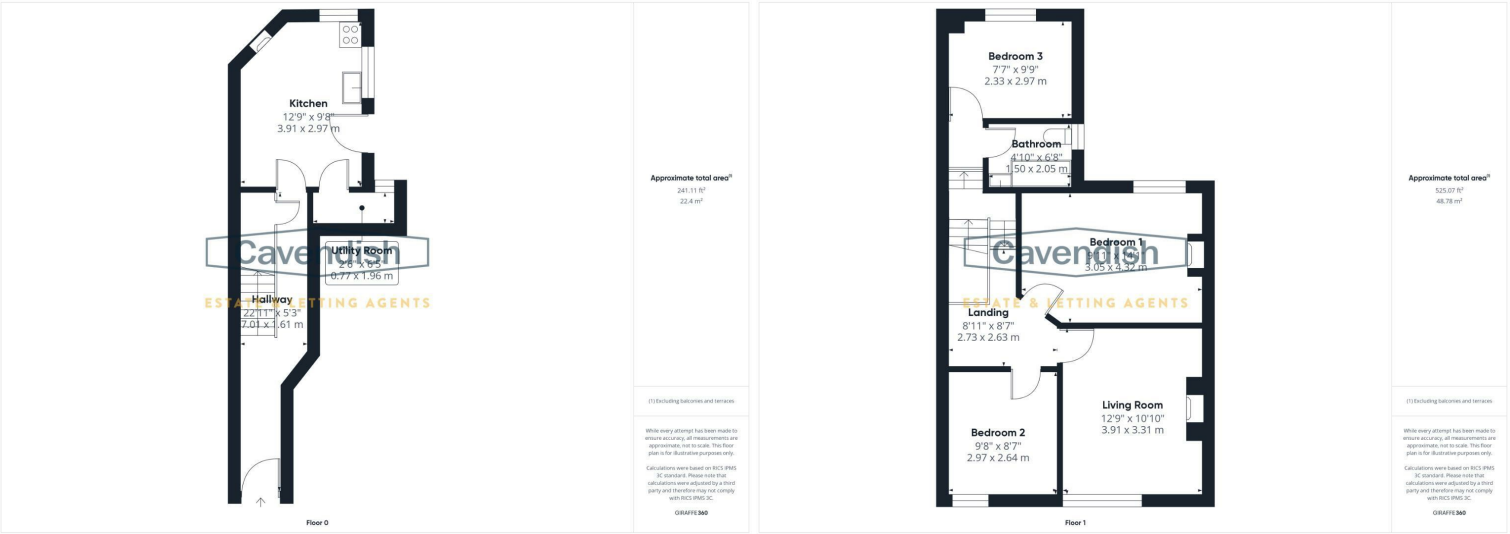 Kitchen
12'9" x 9'8"
3.91 x 2.97 m
Utility Room
2'6" x 6'5"
0.77 x 1.96 m
Hallway
22'11" x 5'3"
7.01 x 1.61 m
Cavendish
ESTATE & LETTING AGENTS
Floor 0
Approximate total area(1)
241.11 ft²
22.4 m²
(1) Excluding balconies and terraces
While every attempt has been made to
ensure accuracy, all measurements are
approximate, not to scale. This floor
plan is for illustrative purposes only.
Calculations were based on RICS IPMS
3C standard. Please note that
calculations were adjusted by a third
party and therefore may not comply
with RICS IPMS 3C.
GIRAFFE360
Bedroom 3
7'7" x 9'9"
2.33 x 2.97 m
Bathroom
4'10" x 6'8"
1.50 x 2.05 m
Bedroom 1
9'11" x 14'1"
3.05 x 4.32 m
Cavendish
ESTATE & LETTING AGENTS
Landing
8'11" x 8'7"
2.73 x 2.63 m
Living Room
12'9" x 10'10"
3.91 x 3.31 m
Bedroom 2
9'8" x 8'7"
2.97 x 2.64 m
Floor 1
Approximate total area(1)
525.07 ft²
48.78 m²
(1) Excluding balconies and terraces
While every attempt has been made to
ensure accuracy, all measurements are
approximate, not to scale. This floor
plan is for illustrative purposes only.
Calculations were based on RICS IPMS
3C standard. Please note that
calculations were adjusted by a third
party and therefore may not comply
with RICS IPMS 3C.
GIRAFFE360